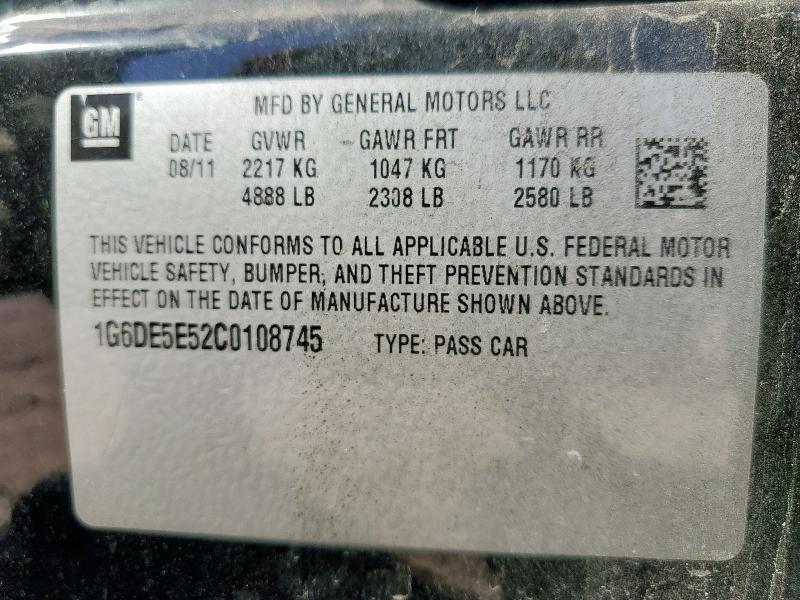 MFD BY GENERAL MOTORS LLC
GM
DATE GVWR GAWR FRT GAWR RR
08/11 2217 KG 1047 KG 1170 KG
4888 LB 2308 LB 2580 LB
THIS VEHICLE CONFORMS TO ALL APPLICABLE U.S. FEDERAL MOTOR
VEHICLE SAFETY, BUMPER, AND THEFT PREVENTION STANDARDS IN
EFFECT ON THE DATE OF MANUFACTURE SHOWN ABOVE.
1G6DE5E52C0108745 TYPE: PASS CAR